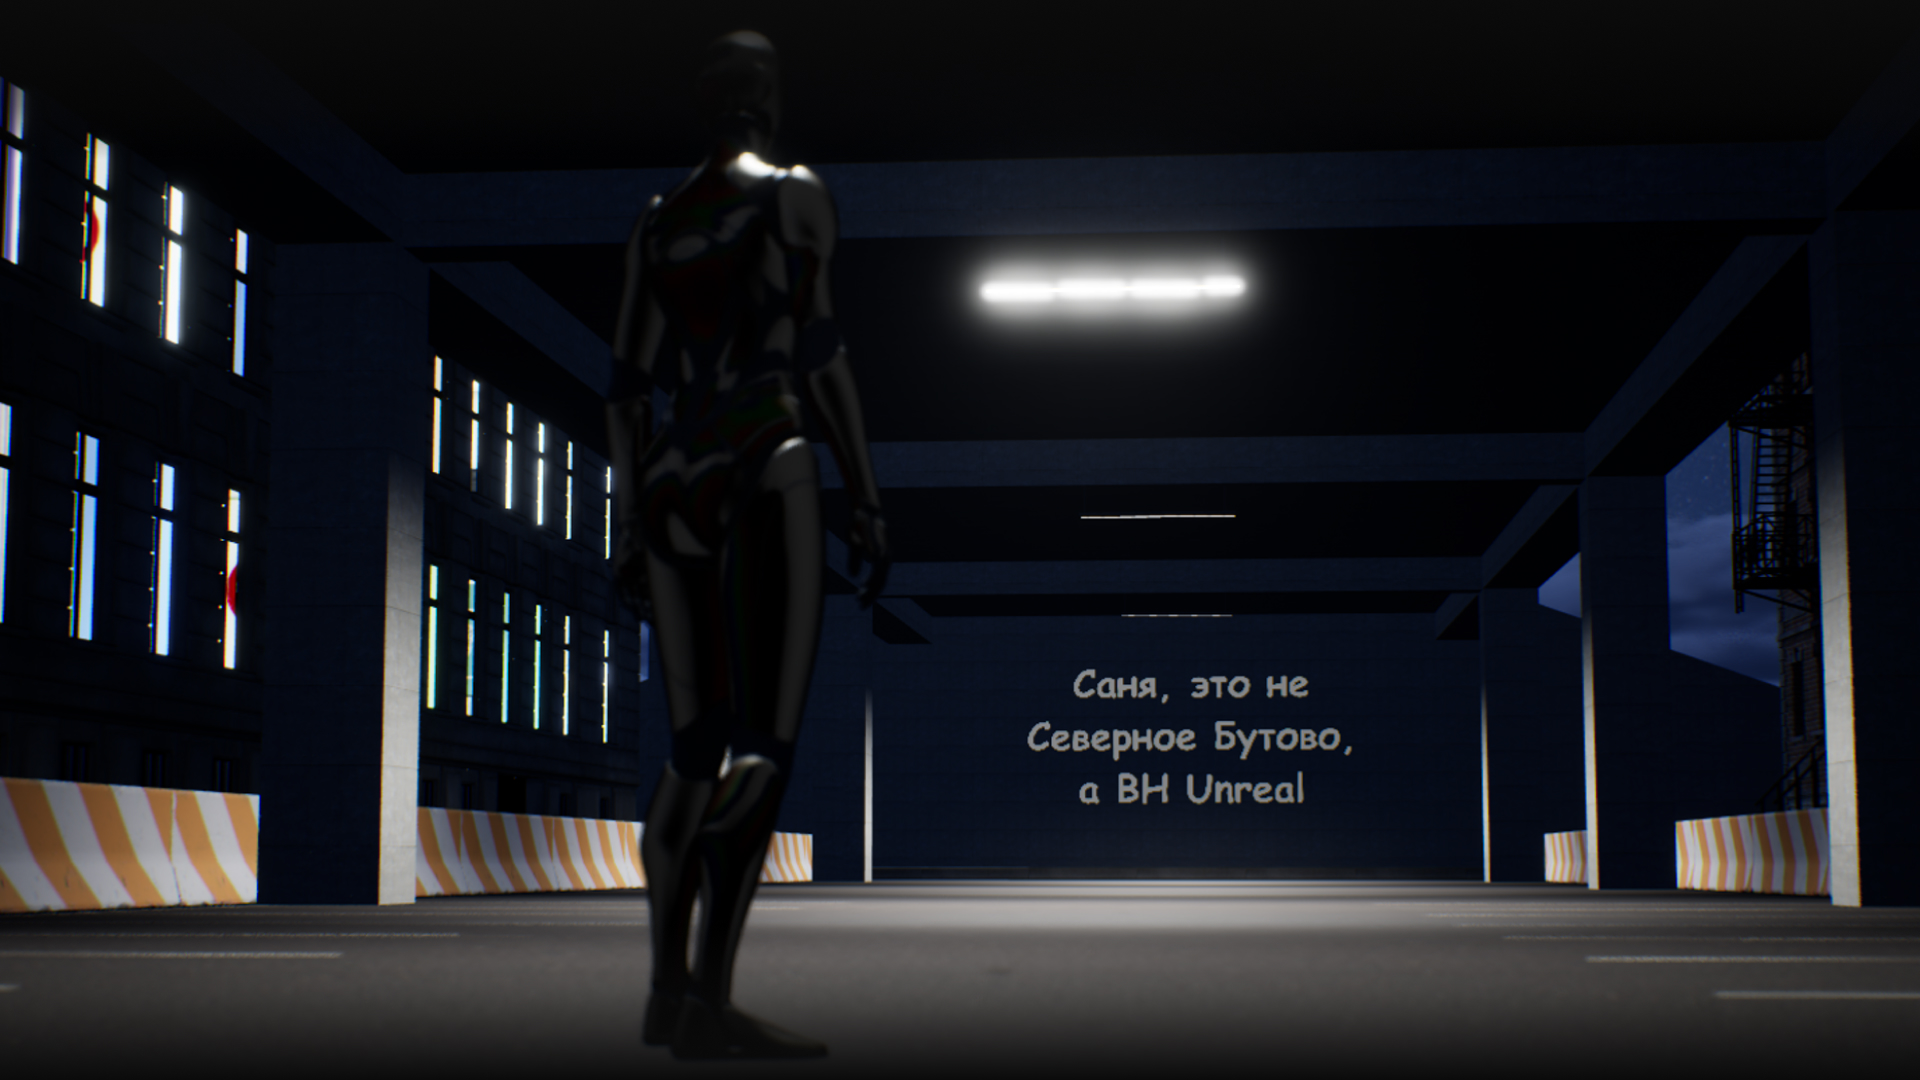 Саня, это не
Северное Бутово,
а ВН Unreal